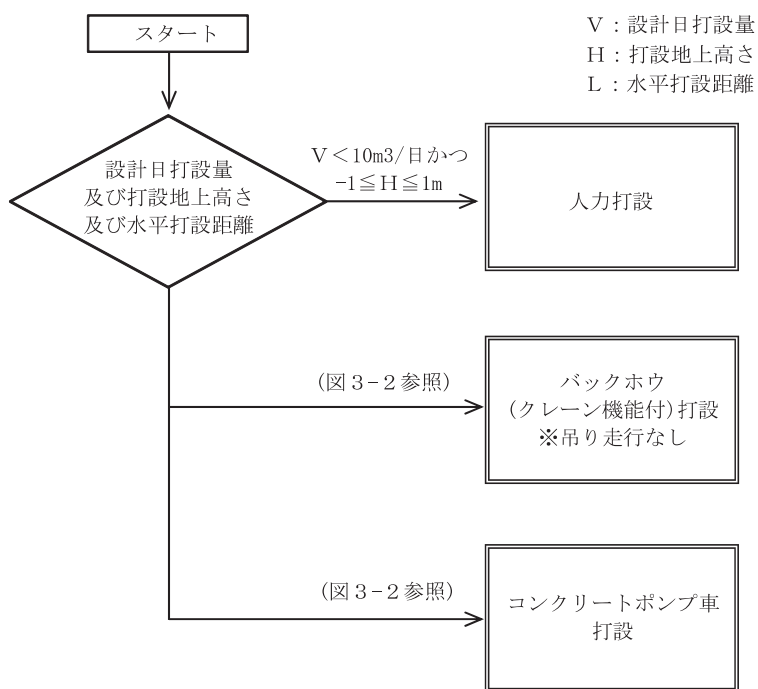 スタート
V：設計日打設量
H：打設地上高さ
L：水平打設距離
設計日打設量
及び打設地上高さ
及び水平打設距離
V＜10m3/日かつ
-1≦H≦1m
人力打設
(図3-2参照)
バックホウ
(クレーン機能付)打設
※吊り走行なし
(図3-2参照)
コンクリートポンプ車
打設